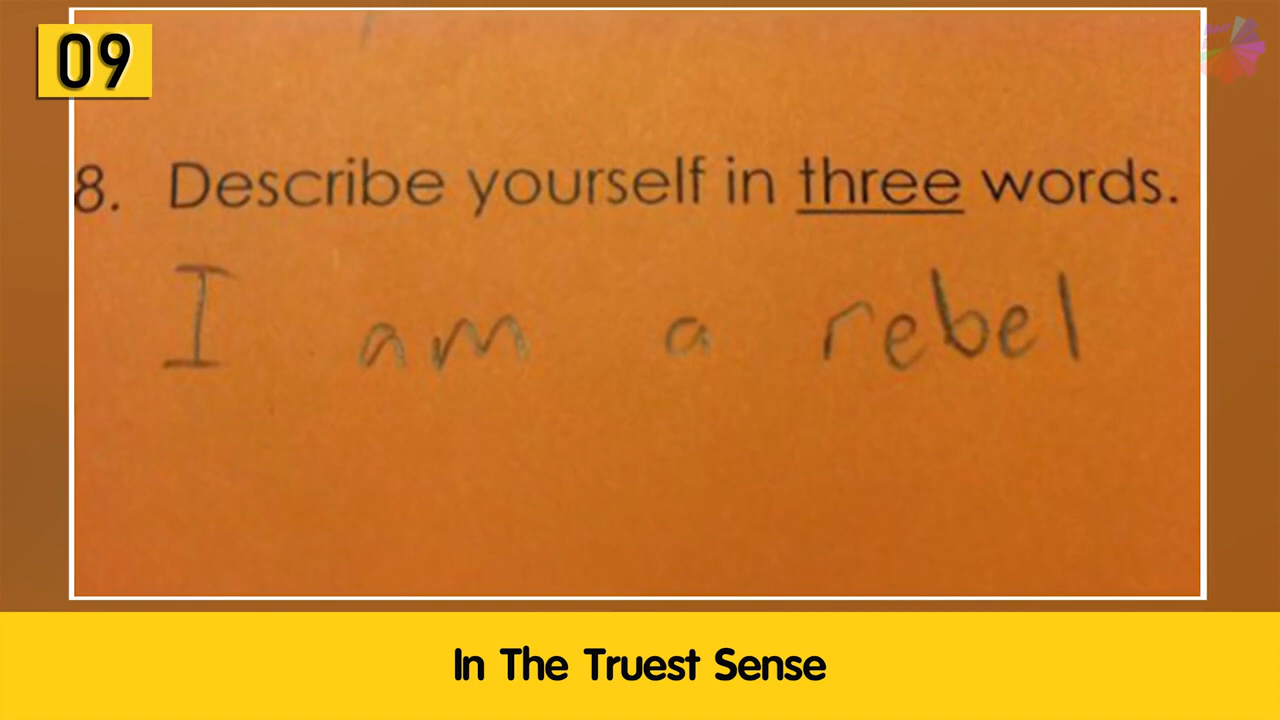 09
8. Describe yourself in three words.
I am a rebel
In The Truest Sense